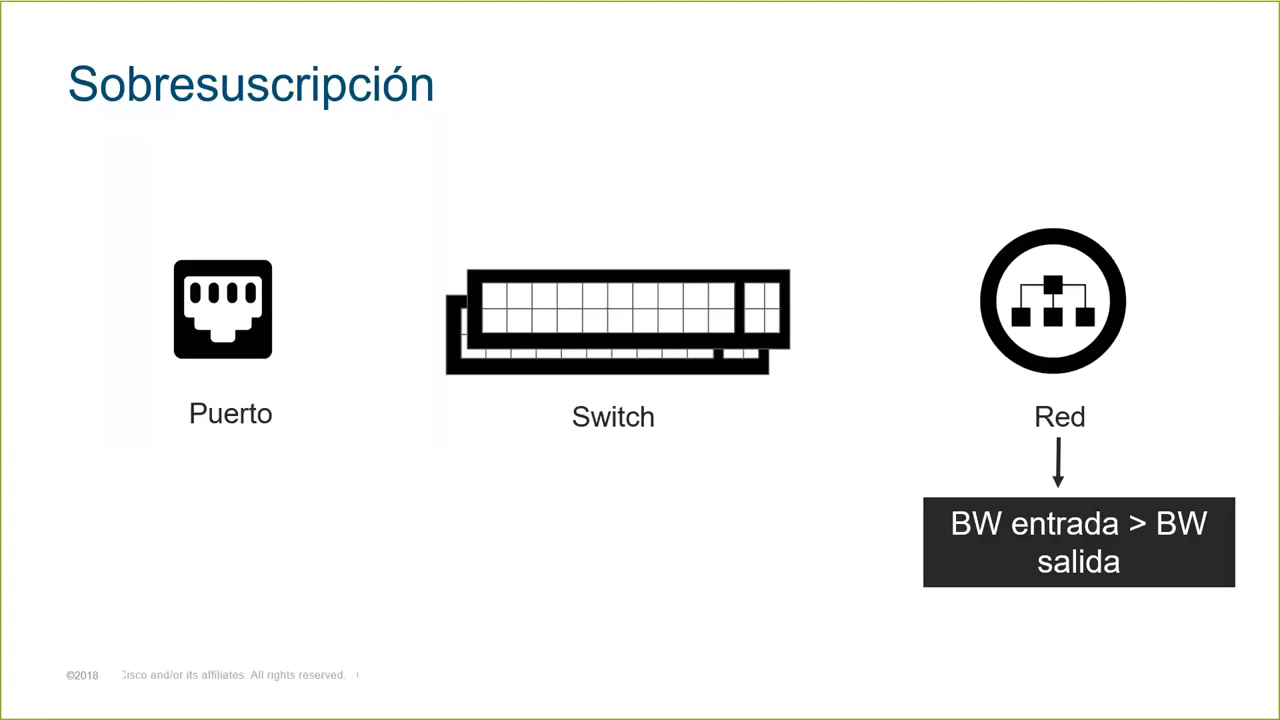 Sobresuscripción
Puerto
Switch
Red
BW entrada > BW
salida
©2018 Cisco and/or its affiliates. All rights reserved.